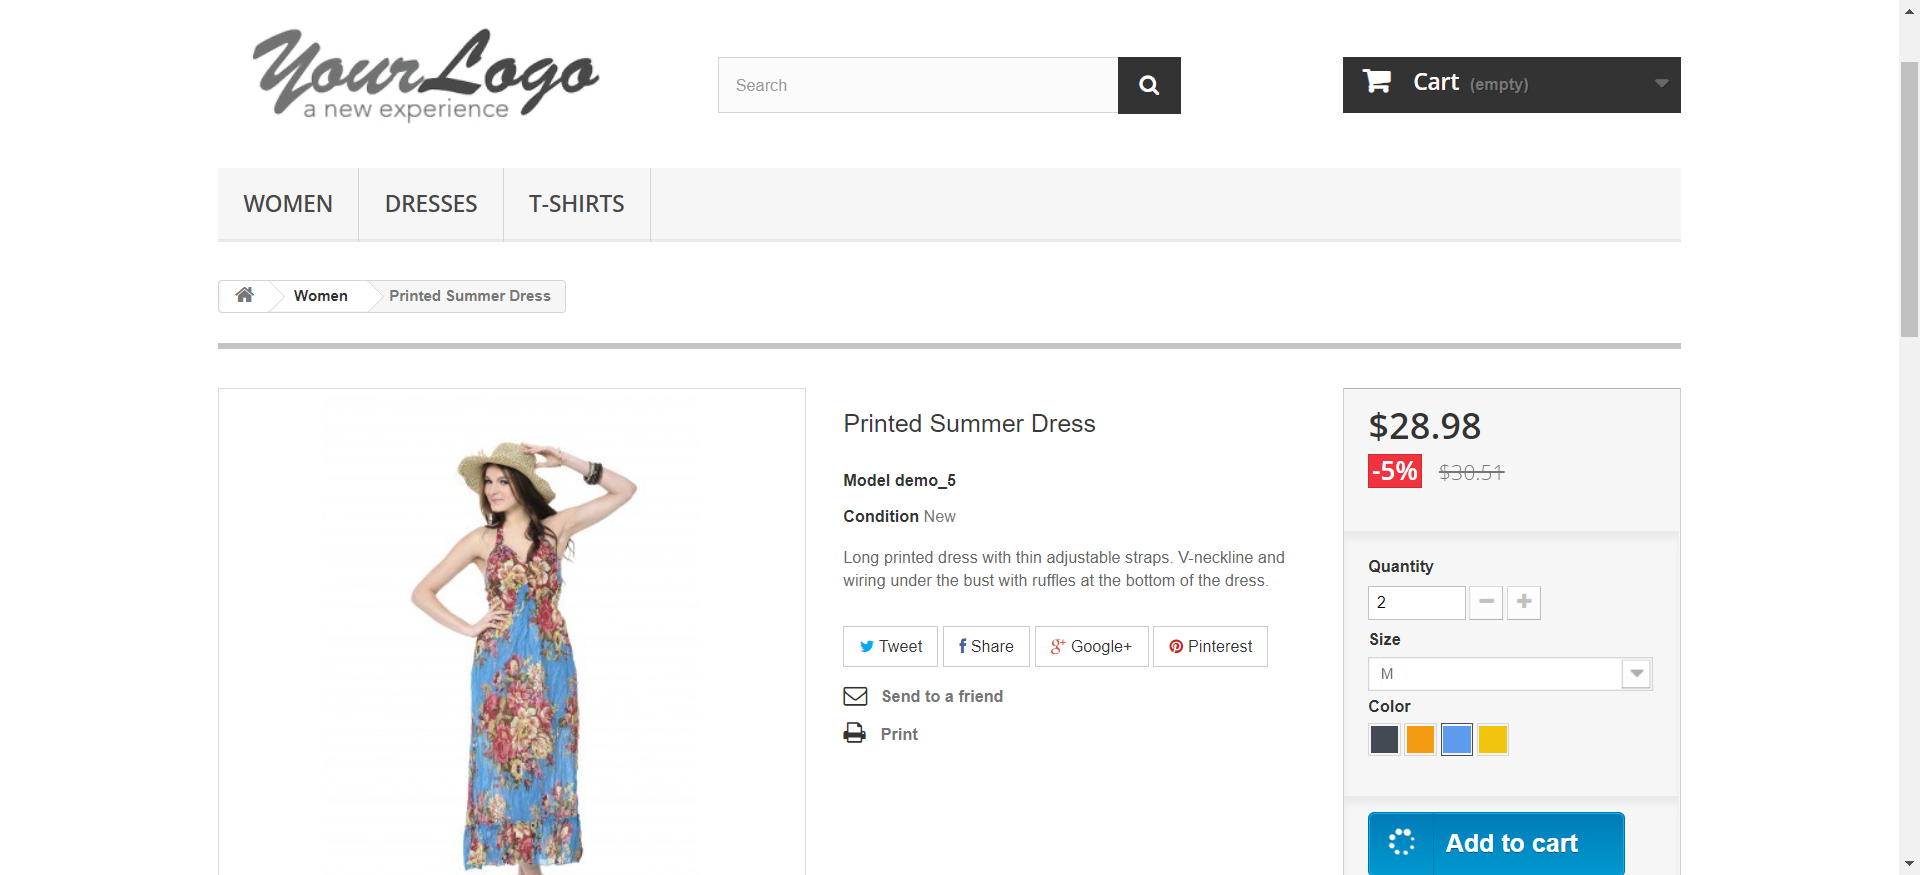 YourLogo
a new experience
Search
Cart (empty)
WOMEN
DRESSES
T-SHIRTS
Women
Printed Summer Dress
Printed Summer Dress
Model demo_5
Condition New
Long printed dress with thin adjustable straps. V-neckline and
wiring under the bust with ruffles at the bottom of the dress.
Tweet
Share
Google+
Pinterest
Send to a friend
Print
$28.98
-5% $30.51
Quantity
2
Size
M
Color
Add to cart